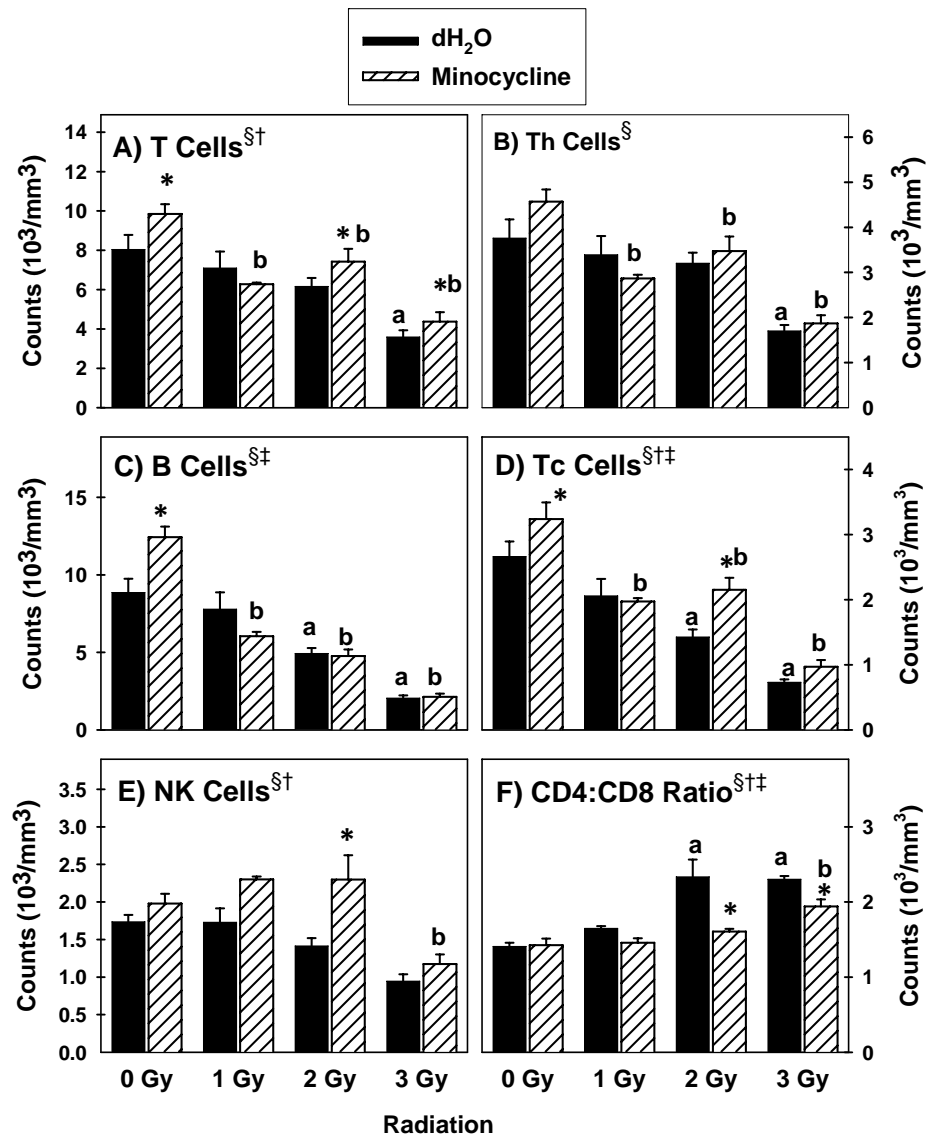 dH₂O
Minocycline
A) T Cells§†
B) Th Cells§
Counts (10³/mm³)
14
12
10
8
6
4
2
0
*
b
* b
a
*b
b
b
a
b
6
5
4
3
2
1
0
Counts (10³/mm³)
C) B Cells§‡
D) Tc Cells§†‡
Counts (10³/mm³)
15
10
5
0
*
b
a
b
a
b
*
b
a
*b
a
b
4
3
2
1
0
Counts (10³/mm³)
E) NK Cells§†
F) CD4:CD8 Ratio§†‡
Counts (10³/mm³)
3.5
3.0
2.5
2.0
1.5
1.0
0.5
0.0
*
b
a
*
a
b
*
3
2
1
0
Counts (10³/mm³)
0 Gy 1 Gy 2 Gy 3 Gy 0 Gy 1 Gy 2 Gy 3 Gy
Radiation